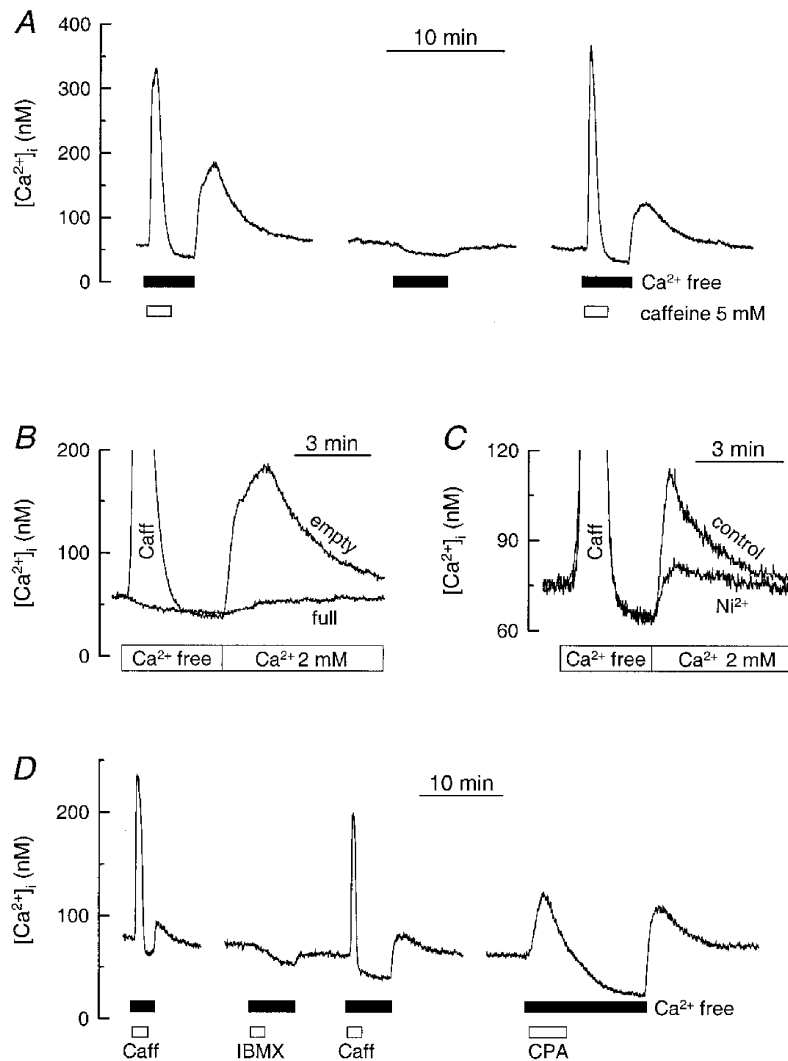 A
10 min
400
300
200
100
0
[Ca²⁺]ᵢ (nM)
Ca²⁺ free
caffeine 5 mM
B
3 min
200
100
0
[Ca²⁺]ᵢ (nM)
Caff
empty
full
Ca²⁺ free
Ca²⁺ 2 mM
C
3 min
120
90
60
[Ca²⁺]ᵢ (nM)
Caff
control
Ni²⁺
Ca²⁺ free
Ca²⁺ 2 mM
D
10 min
200
100
0
[Ca²⁺]ᵢ (nM)
Ca²⁺ free
Caff
IBMX
Caff
CPA